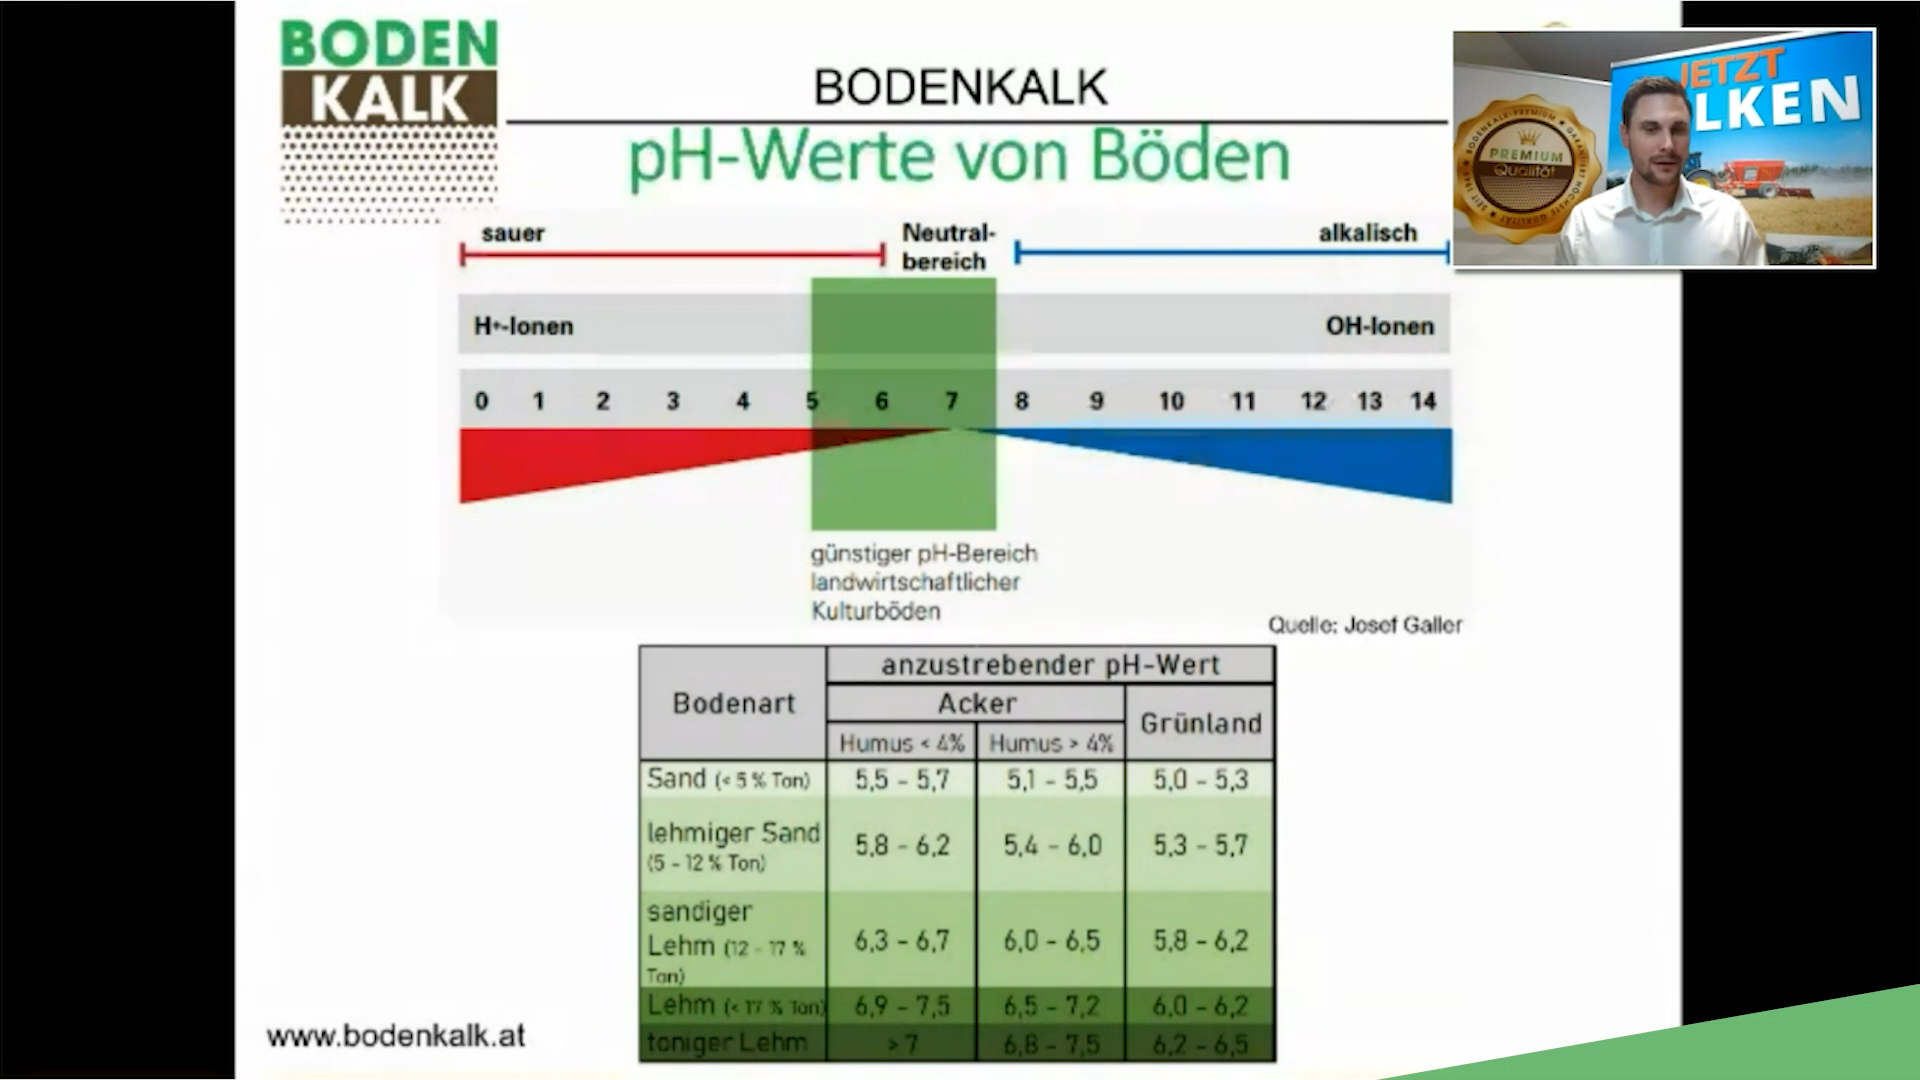 BODEN
KALK
BODENKALK
pH-Werte von Böden
JETZT
LKEN
BODENKALK-PREMIUM
PREMIUM
Qualität
sauer
Neutral-
bereich
alkalisch
H+-Ionen
OH-Ionen
0 1 2 3 4 5 6 7 8 9 10 11 12 13 14
günstiger pH-Bereich
landwirtschaftlicher
Kulturböden
Quelle: Josef Galler
Bodenart
anzustrebender pH-Wert
Acker
Grünland
Humus < 4% Humus > 4%
Sand (< 5 % Ton) 5,5 - 5,7 5,1 - 5,5 5,0 - 5,3
lehmiger Sand
(5 - 12 % Ton) 5,8 - 6,2 5,4 - 6,0 5,3 - 5,7
sandiger
Lehm (12 - 17 % 6,3 - 6,7 6,0 - 6,5 5,8 - 6,2
Ton)
Lehm (< 17 % Ton) 6,9 - 7,5 6,5 - 7,2 6,0 - 6,2
toniger Lehm > 7 6,8 - 7,5 6,2 - 6,5
www.bodenkalk.at